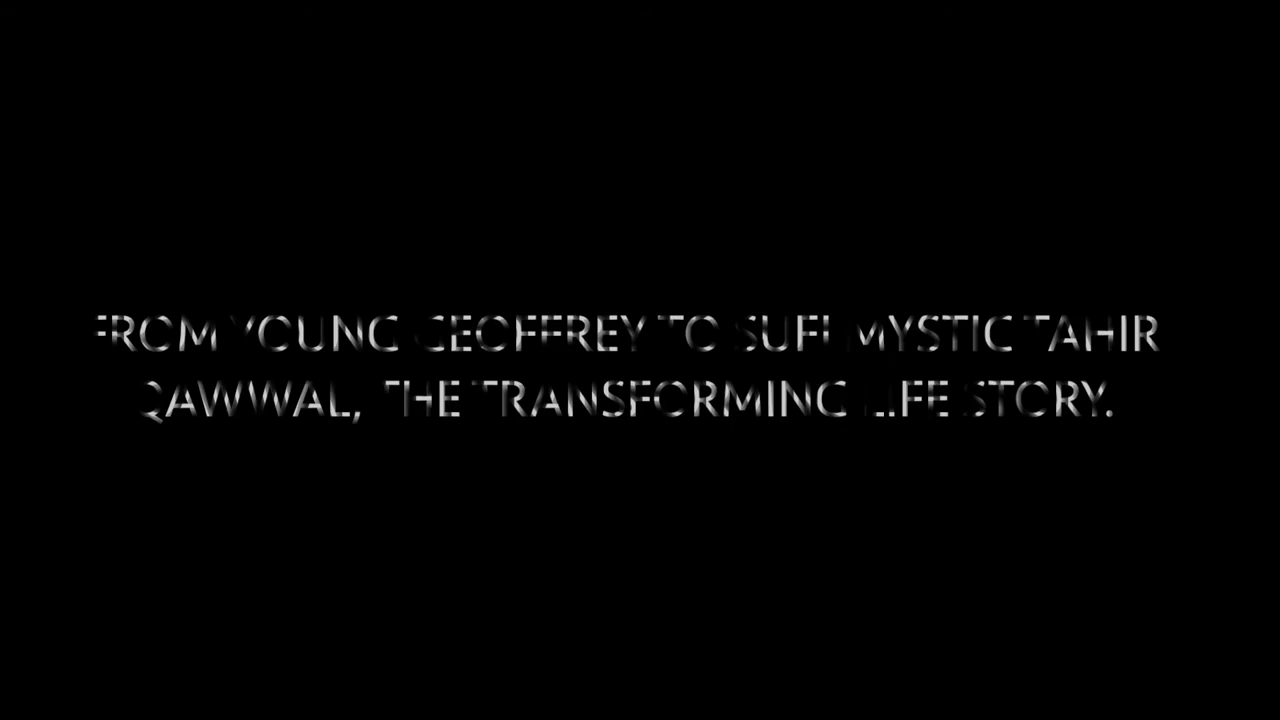 FROM YOUNG GEOFFREY TO SUFI MYSTIC TAHIR
QAWWAL, THE TRANSFORMING LIFE STORY.